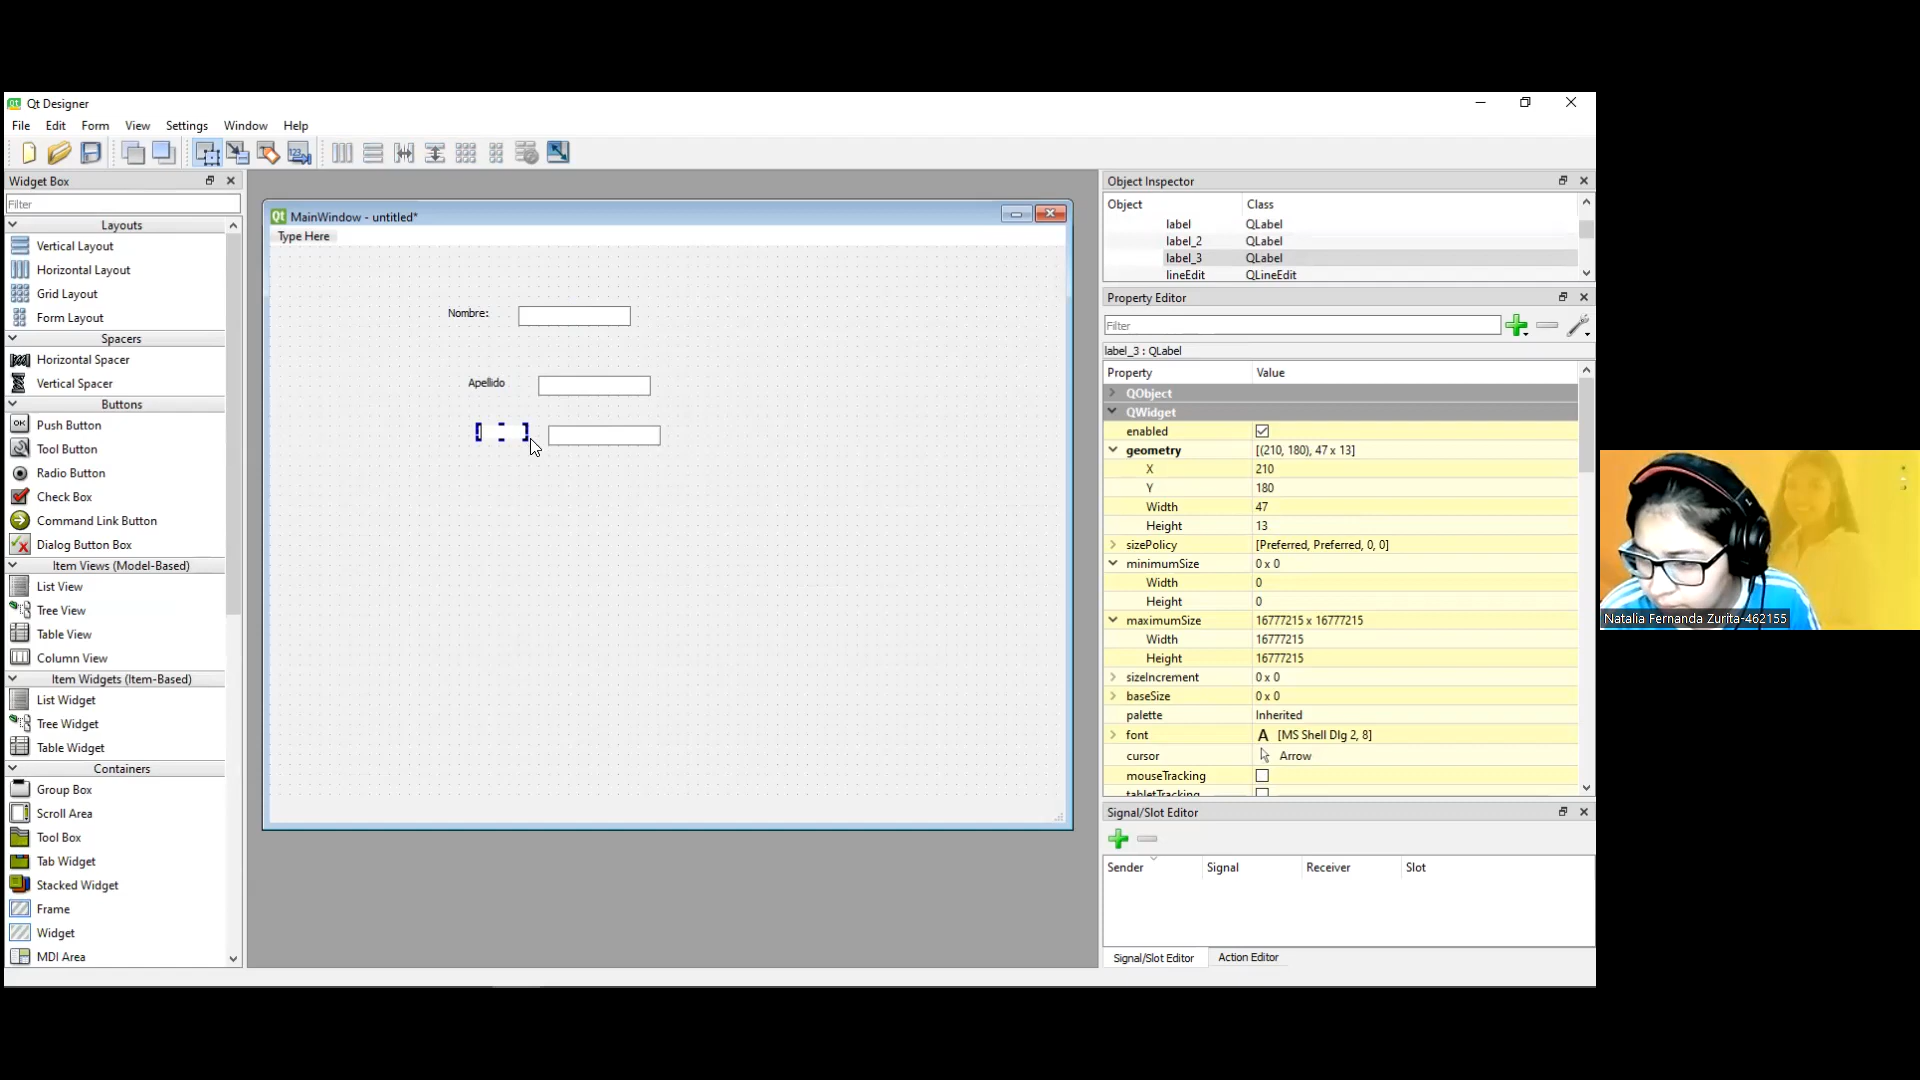 Qt Designer
File Edit Form View Settings Window Help
Widget Box
Filter
Layouts
Vertical Layout
Horizontal Layout
Grid Layout
Form Layout
Spacers
Horizontal Spacer
Vertical Spacer
Buttons
Push Button
Tool Button
Radio Button
Check Box
Command Link Button
Dialog Button Box
Item Views (Model-Based)
List View
Tree View
Table View
Column View
Item Widgets (Item-Based)
List Widget
Tree Widget
Table Widget
Containers
Group Box
Scroll Area
Tool Box
Tab Widget
Stacked Widget
Frame
Widget
MDI Area
MainWindow - untitled*
Type Here
Nombre:
Apellido
Object Inspector
Object Class
label QLabel
label_2 QLabel
label_3 QLabel
lineEdit QLineEdit
Property Editor
Filter
label_3 : QLabel
Property Value
QObject
QWidget
enabled
geometry [(210, 180), 47 x 13]
X 210
Y 180
Width 47
Height 13
sizePolicy [Preferred, Preferred, 0, 0]
minimumSize 0 x 0
Width 0
Height 0
maximumSize 16777215 x 16777215
Width 16777215
Height 16777215
sizeIncrement 0 x 0
baseSize 0 x 0
palette Inherited
font A [MS Shell Dlg 2, 8]
cursor Arrow
mouseTracking
tabletTracking
Signal/Slot Editor
Sender Signal Receiver Slot
Signal/Slot Editor Action Editor
Natalia Fernanda Zurita-462155